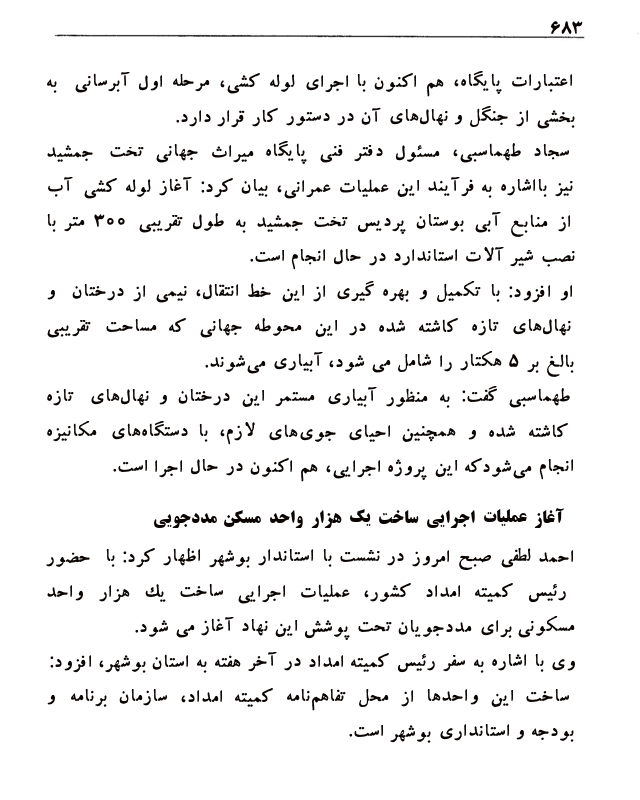 ۶۸۳
اعتبارات پایگاه، هم اکنون با اجرای لوله کشی، مرحله اول آبرسانی به
بخشی از جنگل و نهال‌های آن در دستور کار قرار دارد.
سجاد طهماسبی، مسئول دفتر فنی پایگاه میراث جهانی تخت جمشید
نیز بااشاره به فرآیند این عملیات عمرانی، بیان کرد: آغاز لوله کشی آب
از منابع آبی بوستان پردیس تخت جمشید به طول تقریبی ۳۰۰ متر با
نصب شیر آلات استاندارد در حال انجام است.
او افزود: با تکمیل و بهره گیری از این خط انتقال، نیمی از درختان و
نهال‌های تازه کاشته شده در این محوطه جهانی که مساحت تقریبی
بالغ بر ۵ هکتار را شامل می شود، آبیاری می‌شوند.
طهماسبی گفت: به منظور آبیاری مستمر این درختان و نهال‌های تازه
کاشته شده و همچنین احیای جوی‌های لازم، با دستگاه‌های مکانیزه
انجام می‌شودکه این پروژه اجرایی، هم اکنون در حال اجرا است.
آغاز عملیات اجرایی ساخت یک هزار واحد مسکن مددجویی
احمد لطفی صبح امروز در نشست با استاندار بوشهر اظهار کرد: با حضور
رئیس کمیته امداد کشور، عملیات اجرایی ساخت یک هزار واحد
مسکونی برای مددجویان تحت پوشش این نهاد آغاز می شود.
وی با اشاره به سفر رئیس کمیته امداد در آخر هفته به استان بوشهر، افزود:
ساخت این واحدها از محل تفاهم‌نامه کمیته امداد، سازمان برنامه و
بودجه و استانداری بوشهر است.